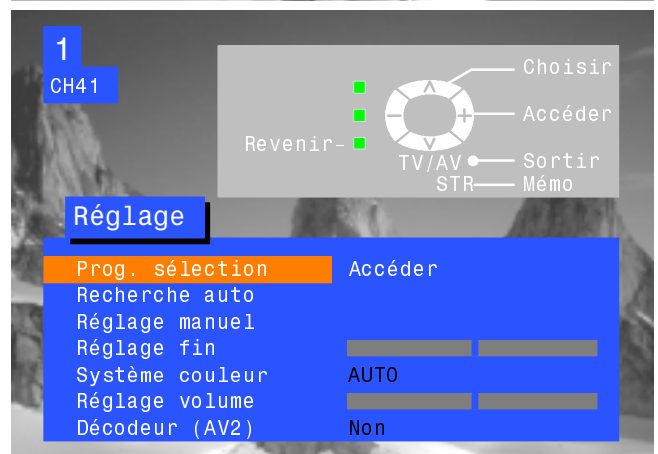 1
CH41
Choisir
Accéder
Revenir-
TV/AV Sortir
STR Mémo
Réglage
Prog. sélection Accéder
Recherche auto
Réglage manuel
Réglage fin
Système couleur AUTO
Réglage volume
Décodeur (AV2) Non